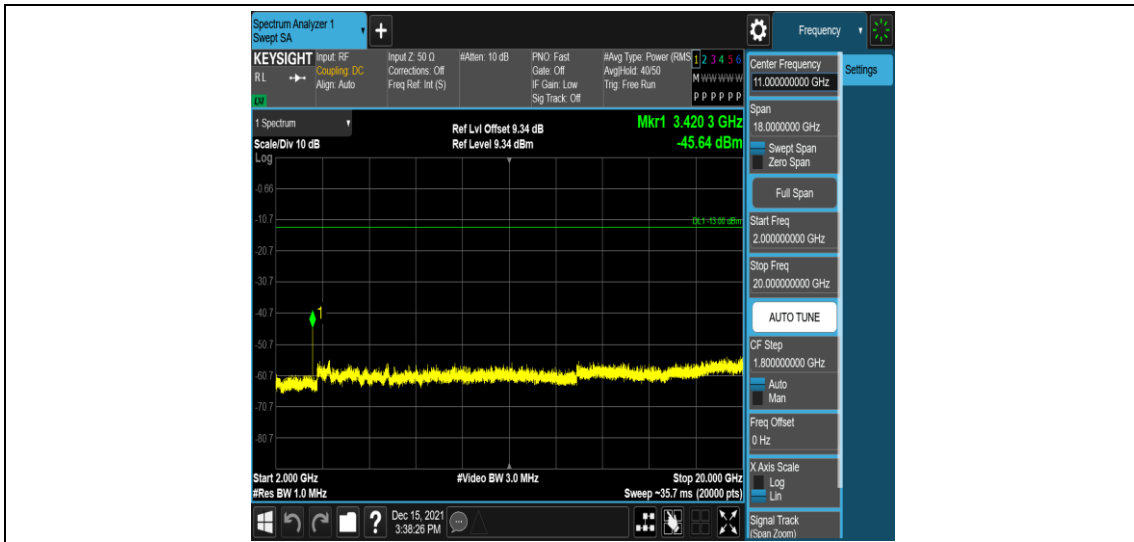 Spectrum Analyzer 1
Swept SA
+
Frequency
KEYSIGHT
RL
LXI
Input: RF
Coupling: DC
Align: Auto
Input Z: 50 Ω
Corrections: Off
Freq Ref: Int (S)
#Atten: 10 dB
PNO: Fast
Gate: Off
IF Gain: Low
Sig Track: Off
#Avg Type: Power (RMS
Avg|Hold: 40/50
Trig: Free Run
1 2 3 4 5 6
M W W W W W
P P P P P P
1 Spectrum
Scale/Div 10 dB
Log
Ref Lvl Offset 9.34 dB
Ref Level 9.34 dBm
Mkr1 3.420 3 GHz
-45.64 dBm
-0.66
-10.7
DL1 -13.00 dBm
-20.7
-30.7
-40.7
1
-50.7
-60.7
-70.7
-80.7
Start 2.000 GHz
#Res BW 1.0 MHz
#Video BW 3.0 MHz
Stop 20.000 GHz
Sweep ~35.7 ms (20000 pts)
?
Dec 15, 2021
3:38:26 PM
Center Frequency
11.000000000 GHz
Span
18.0000000 GHz
Swept Span
Zero Span
Full Span
Start Freq
2.000000000 GHz
Stop Freq
20.000000000 GHz
AUTO TUNE
CF Step
1.800000000 GHz
Auto
Man
Freq Offset
0 Hz
X Axis Scale
Log
Lin
Signal Track
(Span Zoom)
Settings